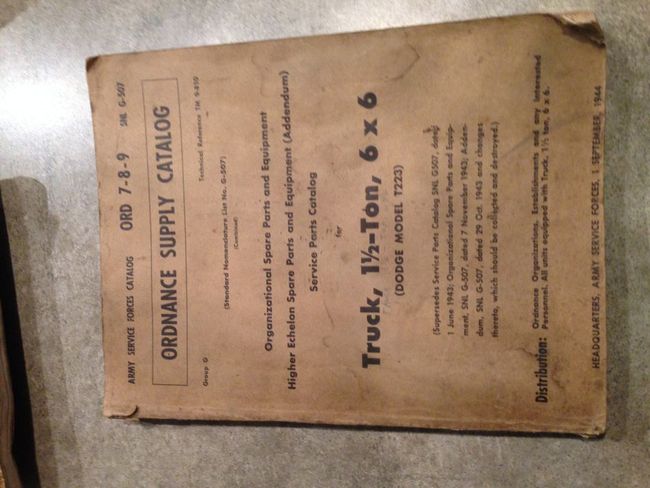 ARMY SERVICE FORCES CATALOG ORD 7-8-9 SNL G-507
ORDNANCE SUPPLY CATALOG
Group G Technical Reference TM 9-810
(Standard Nomenclature List No. G-507)
(Combined)
Organizational Spare Parts and Equipment
Higher Echelon Spare Parts and Equipment (Addendum)
Service Parts Catalog
for
Truck, 1½-Ton, 6 x 6
(DODGE MODEL T223)
(Supersedes Service Parts Catalog SNL G507, dated
1 June 1943; Organizational Spare Parts and Equip-
ment, SNL G-507, dated 7 November 1943; Adden-
dum, SNL G-507, dated 29 Oct. 1943 and changes
thereto, which should be collected and destroyed.)
Distribution: Ordnance Organizations, Establishments and any interested
Personnel. All units equipped with Truck, 1½ ton, 6 x 6.
HEADQUARTERS, ARMY SERVICE FORCES, 1 SEPTEMBER, 1944